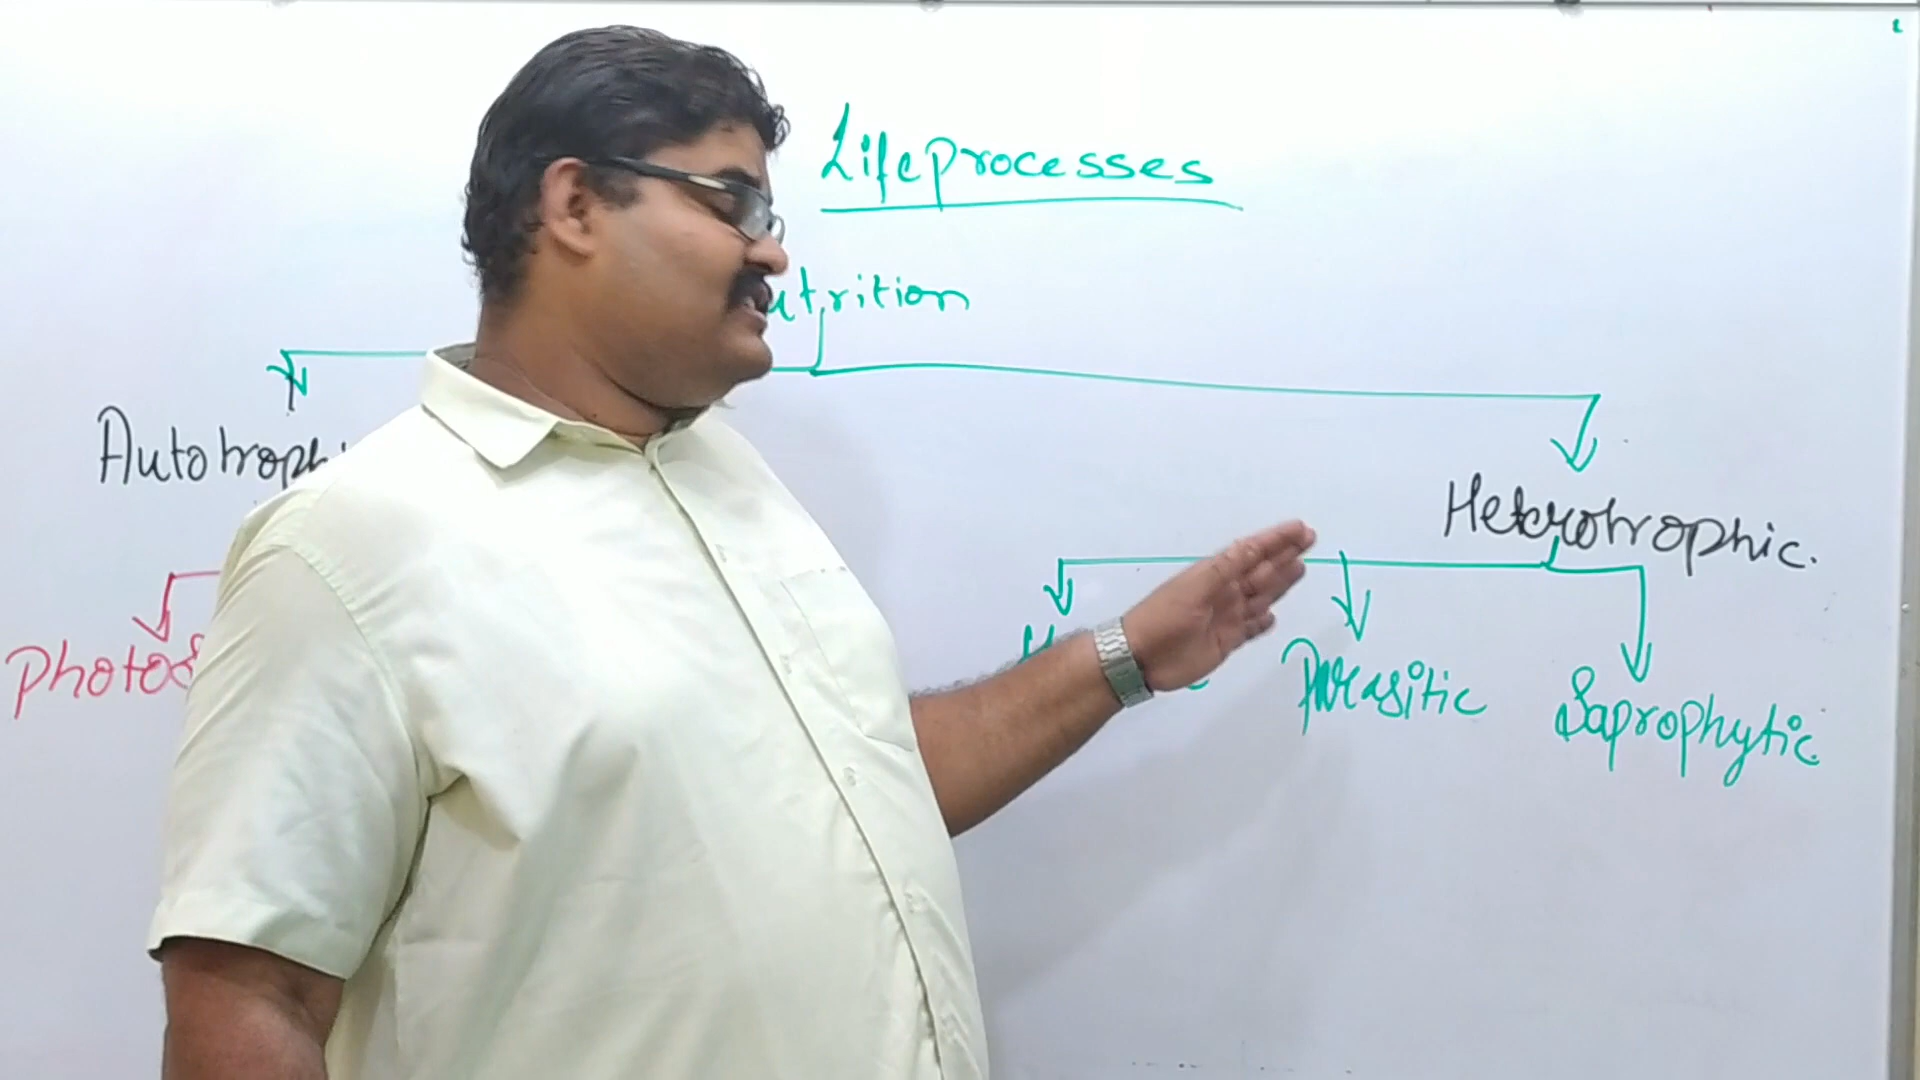 Lifeprocesses
utrition
Autotroph
Heterotrophic.
Photos
Parasitic
Saprophytic.